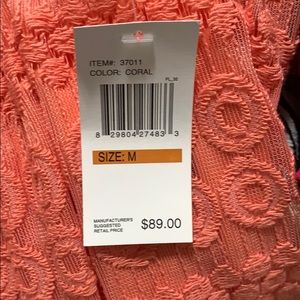 ITEM#: 37011
COLOR: CORAL
PL_30
8 29804 27483 3
SIZE: M
MANUFACTURER'S
SUGGESTED
RETAIL PRICE
$89.00